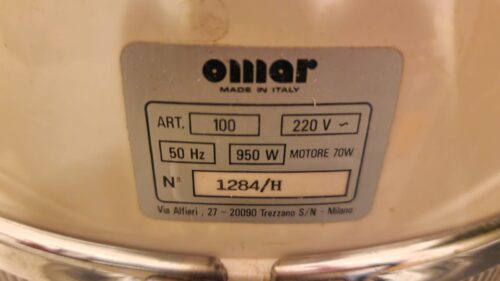 omar
MADE IN ITALY
ART. 100 220 V ~
50 Hz 950 W MOTORE 70W
N° 1284/H
Via Alfieri , 27 - 20090 Trezzano S/N - Milano